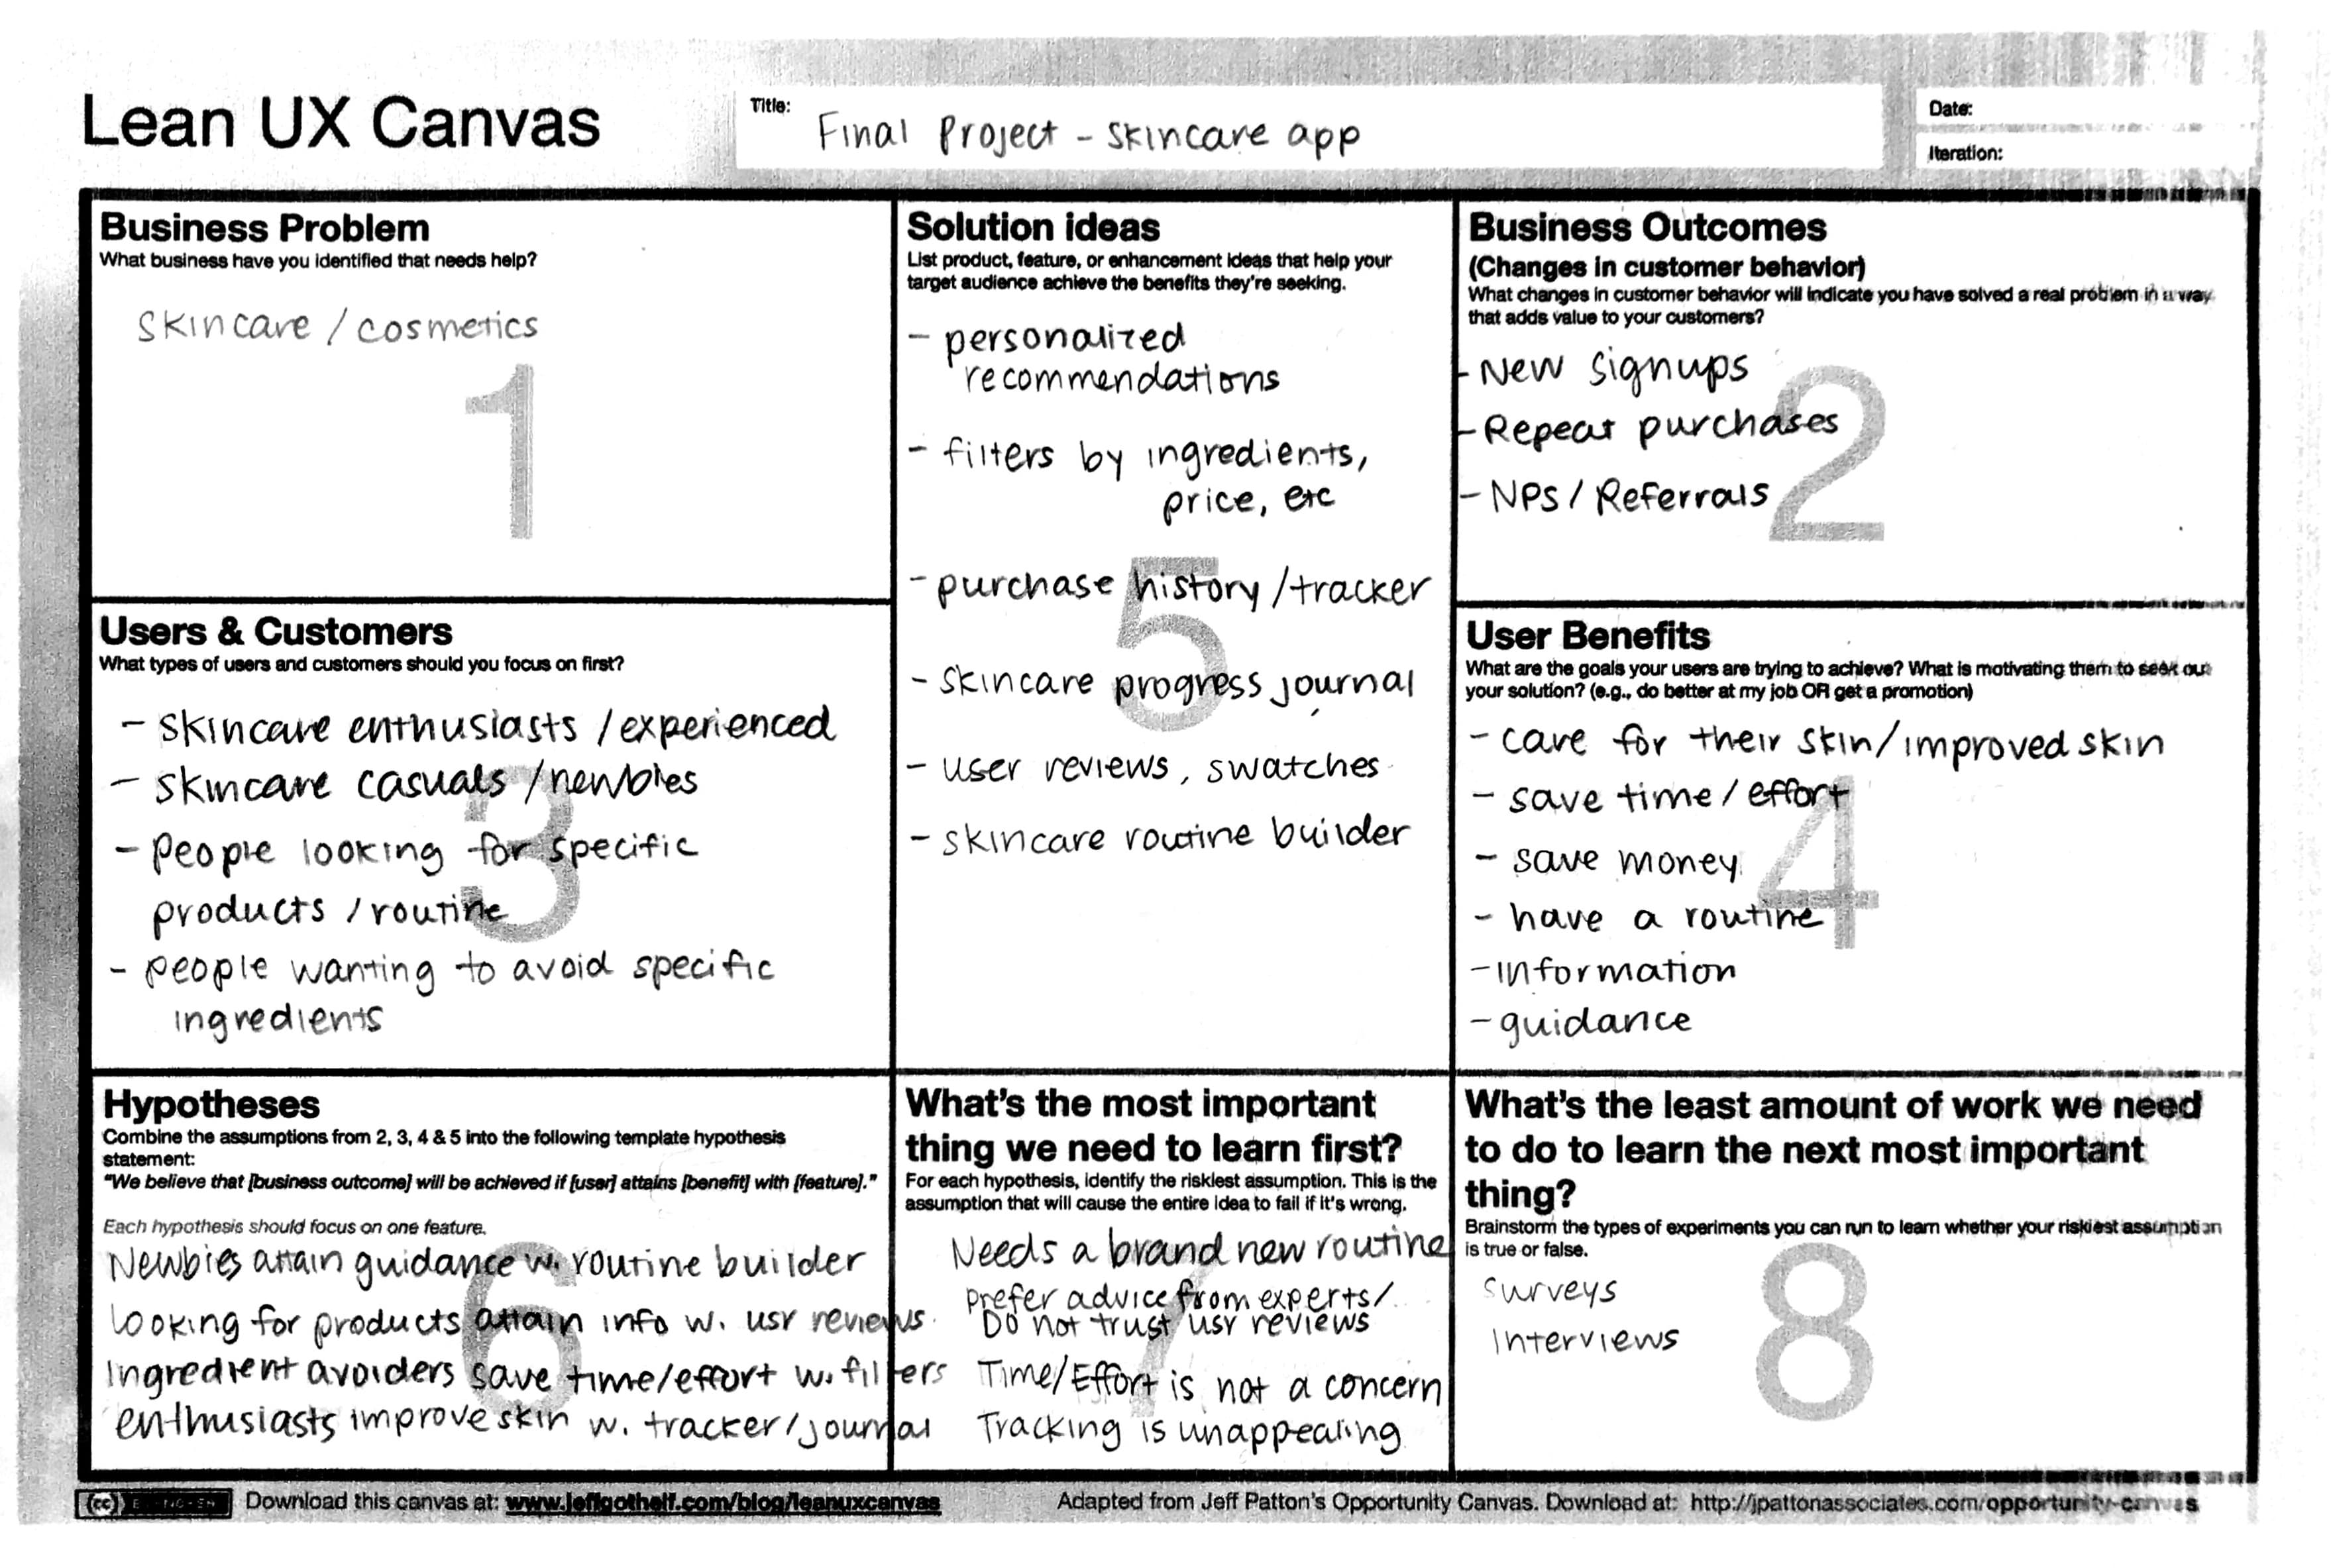 Lean UX Canvas
Title:
Final Project - skincare app
Date:
Iteration:
Business Problem
What business have you identified that needs help?
skincare / cosmetics
1
Business Outcomes
(Changes in customer behavior)
What changes in customer behavior will indicate you have solved a real problem in a way
that adds value to your customers?
- New signups
- Repeat purchases
- NPS / Referrals
2
Users & Customers
What types of users and customers should you focus on first?
- skincare enthusiasts / experienced
- skincare casuals / newbies
- people looking for specific
products / routine
- people wanting to avoid specific
ingredients
3
User Benefits
What are the goals your users are trying to achieve? What is motivating them to seek out
your solution? (e.g., do better at my job OR get a promotion)
- care for their skin/improved skin
- save time / effort
- save money
- have a routine
- information
- guidance
4
Solution ideas
List product, feature, or enhancement ideas that help your
target audience achieve the benefits they're seeking.
- personalized
recommendations
- filters by ingredients,
price, etc
- purchase history / tracker
- skincare progress journal
- user reviews, swatches
- skincare routine builder
5
Hypotheses
Combine the assumptions from 2, 3, 4 & 5 into the following template hypothesis
statement:
"We believe that [business outcome] will be achieved if [user] attains [benefit] with [feature]."
Each hypothesis should focus on one feature.
Newbies attain guidance w. routine builder
looking for products attain info w. usr reviews
Ingredient avoiders save time/effort w. filters
enthusiasts improve skin w. tracker/journal
6
What's the most important
thing we need to learn first?
For each hypothesis, identify the riskiest assumption. This is the
assumption that will cause the entire idea to fail if it's wrong.
Needs a brand new routine
prefer advice from experts/
Do not trust usr reviews
Time/Effort is not a concern
Tracking is unappealing
7
What's the least amount of work we need
to do to learn the next most important
thing?
Brainstorm the types of experiments you can run to learn whether your riskiest assumption
is true or false.
surveys
Interviews
8
(cc)
Download this canvas at: www.jeffgothelf.com/blog/leanuxcanvas
Adapted from Jeff Patton's Opportunity Canvas. Download at: http://jpattonassociates.com/opportunity-canvas